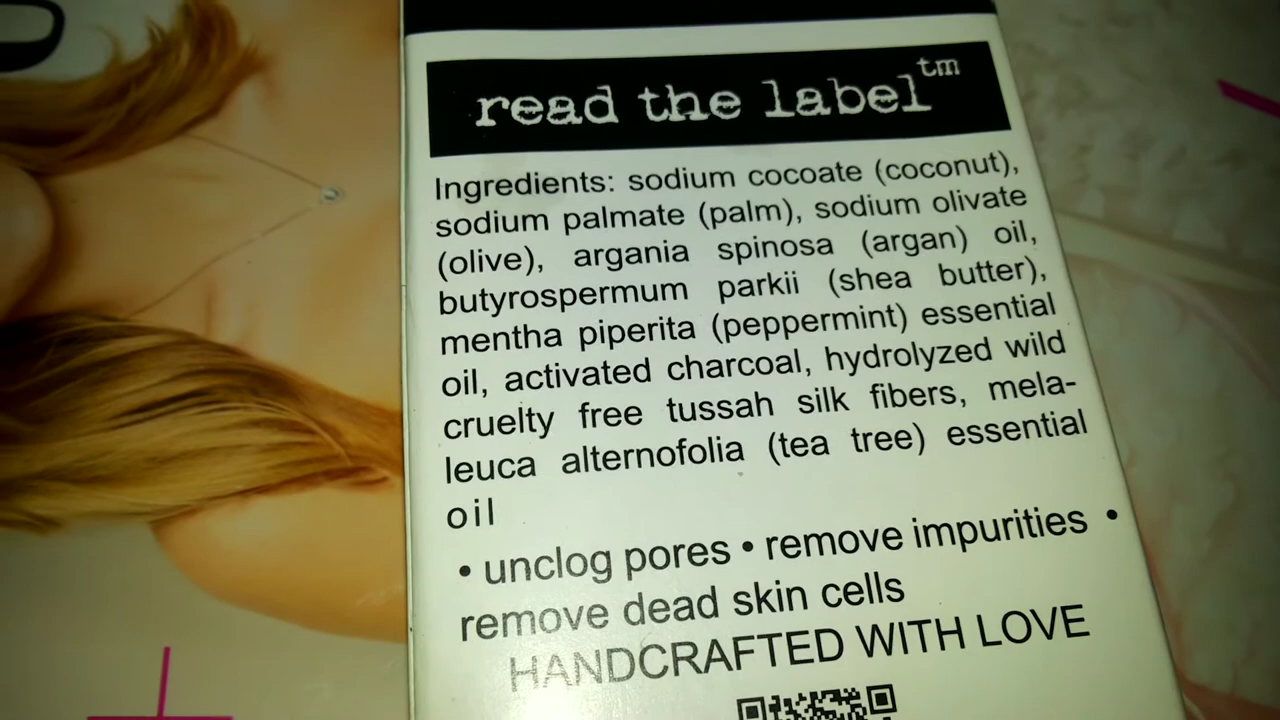 read the label tm
Ingredients: sodium cocoate (coconut),
sodium palmate (palm), sodium olivate
(olive), argania spinosa (argan) oil,
butyrospermum parkii (shea butter),
mentha piperita (peppermint) essential
oil, activated charcoal, hydrolyzed wild
cruelty free tussah silk fibers, mela-
leuca alternofolia (tea tree) essential
oil
• unclog pores • remove impurities •
remove dead skin cells
HANDCRAFTED WITH LOVE